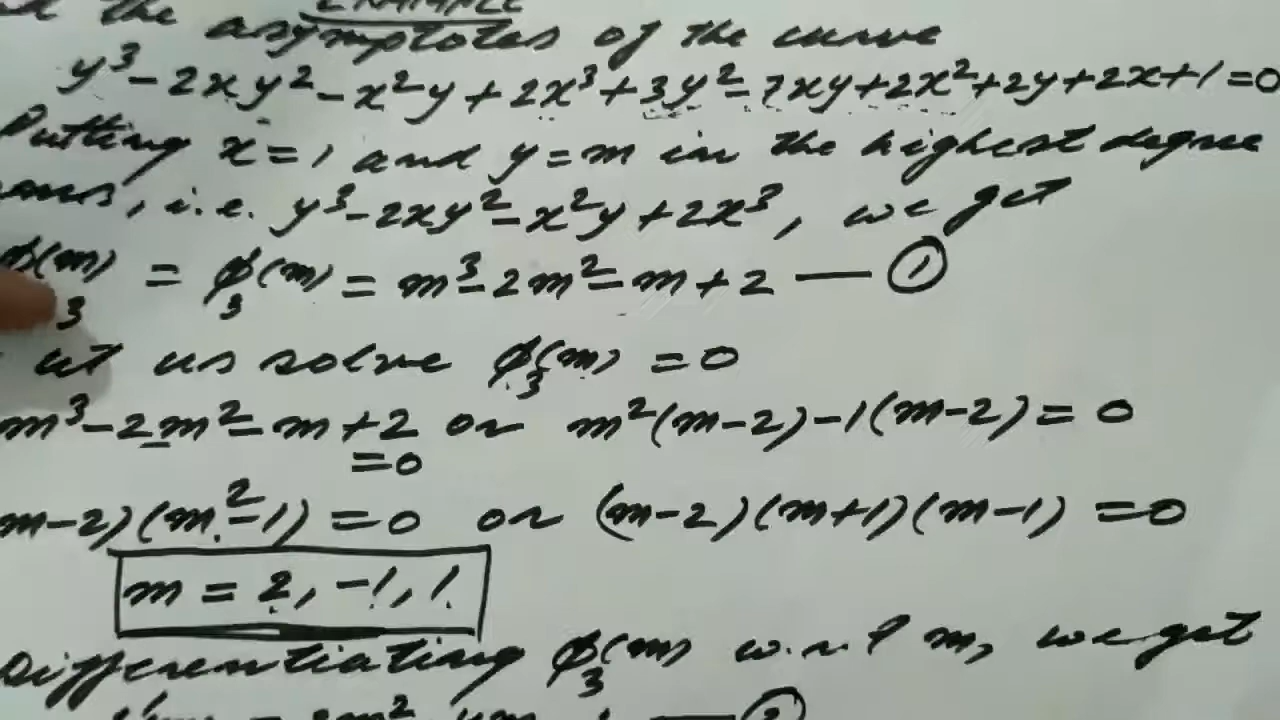 the asymptotes of the curve
y³ - 2xy² - x²y + 2x³ + 3y² - 7xy + 2x² + 2y + 2x + 1 = 0
Putting x = 1 and y = m in the highest degree
i.e. y³ - 2xy² - x²y + 2x³, we get
ϕ₃(m) = ϕ₃(m) = m³ - 2m² - m + 2 — ①
us solve ϕ₃(m) = 0
m³ - 2m² - m + 2 = 0 or m²(m-2) - 1(m-2) = 0
m-2)(m²-1) = 0 or (m-2)(m+1)(m-1) = 0
m = 2, -1, 1
Differentiating ϕ₃(m) w.r.t m, we get